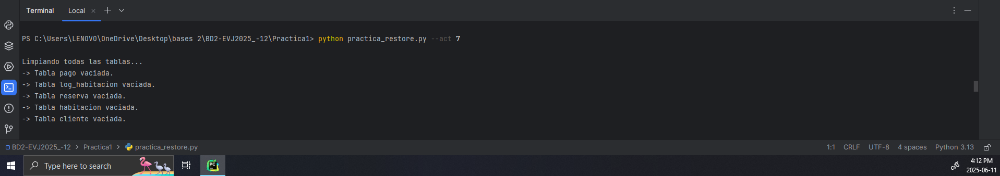 Terminal Local
PS C:\Users\LENOVO\OneDrive\Desktop\bases 2\BD2-EVJ2025_-12\Practica1> python practica_restore.py --act 7
Limpiando todas las tablas...
-> Tabla pago vaciada.
-> Tabla log_habitacion vaciada.
-> Tabla reserva vaciada.
-> Tabla habitacion vaciada.
-> Tabla cliente vaciada.
BD2-EVJ2025_-12 > Practica1 > practica_restore.py 1:1 CRLF UTF-8 4 spaces Python 3.13
Type here to search
PC
4:12 PM
2025-06-11